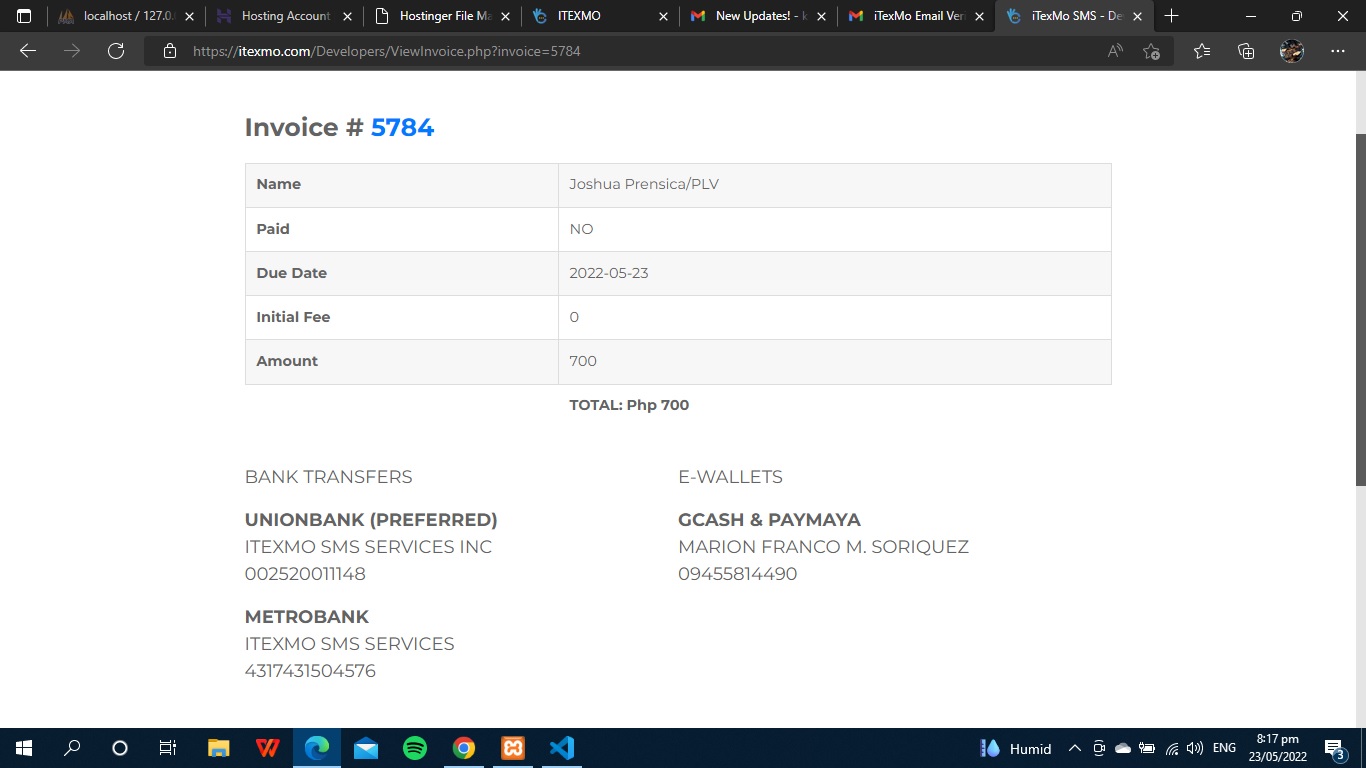 localhost / 127.0.
Hosting Account
Hostinger File Ma
ITEXMO
New Updates! - k
iTexMo Email Veri
iTexMo SMS - De
https://itexmo.com/Developers/ViewInvoice.php?invoice=5784
Invoice # 5784
Name Joshua Prensica/PLV
Paid NO
Due Date 2022-05-23
Initial Fee 0
Amount 700
TOTAL: Php 700
BANK TRANSFERS
UNIONBANK (PREFERRED)
ITEXMO SMS SERVICES INC
002520011148
METROBANK
ITEXMO SMS SERVICES
4317431504576
E-WALLETS
GCASH & PAYMAYA
MARION FRANCO M. SORIQUEZ
09455814490
Humid
ENG
8:17 pm
23/05/2022
3